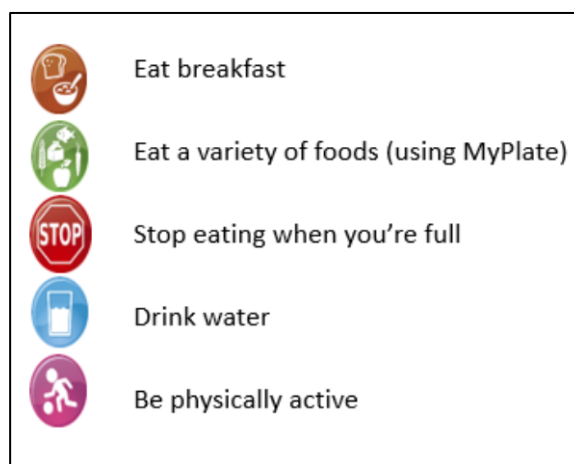 Eat breakfast
Eat a variety of foods (using MyPlate)
STOP
Stop eating when you’re full
Drink water
Be physically active